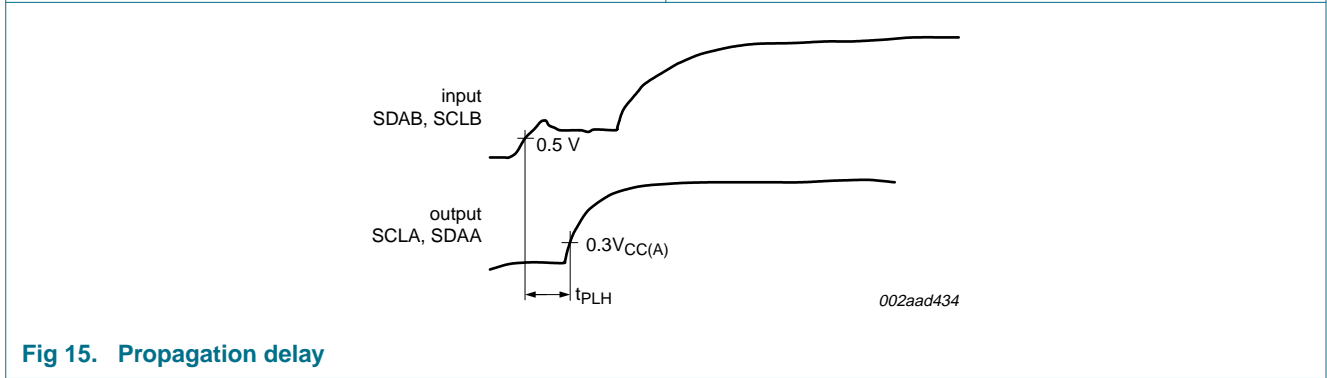 input
SDAB, SCLB
0.5 V
output
SCLA, SDAA
0.3VCC(A)
tPLH
002aad434
Fig 15. Propagation delay